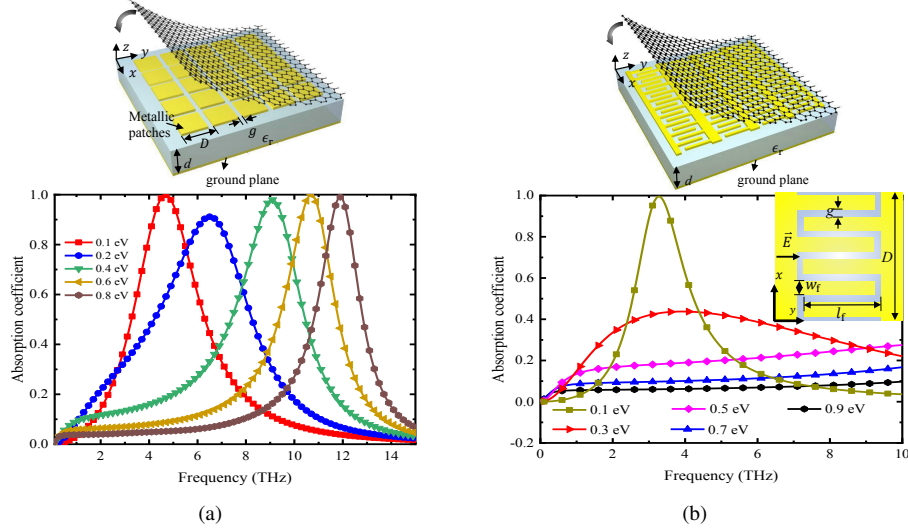 z
y
x
Metallic
patches
D
g
ϵr
d
ground plane
1.0
0.8
0.6
0.4
0.2
0.0
Absorption coefficient
0.1 eV
0.2 eV
0.4 eV
0.6 eV
0.8 eV
2 4 6 8 10 12 14
Frequency (THz)
(a)
z
y
x
ϵr
d
ground plane
1.0
0.8
0.6
0.4
0.2
0.0
-0.2
Absorption coefficient
g
E⃗
D
x
wf
y
lf
0.1 eV 0.5 eV 0.9 eV
0.3 eV 0.7 eV
0 2 4 6 8 10
Frequency (THz)
(b)